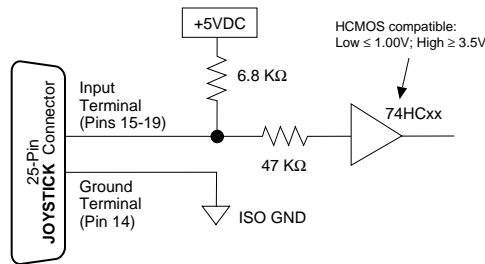 +5VDC
HCMOS compatible:
Low ≤ 1.00V; High ≥ 3.5V
6.8 KΩ
Input
Terminal
(Pins 15-19)
74HCxx
47 KΩ
25-Pin
JOYSTICK Connector
Ground
Terminal
(Pin 14)
ISO GND